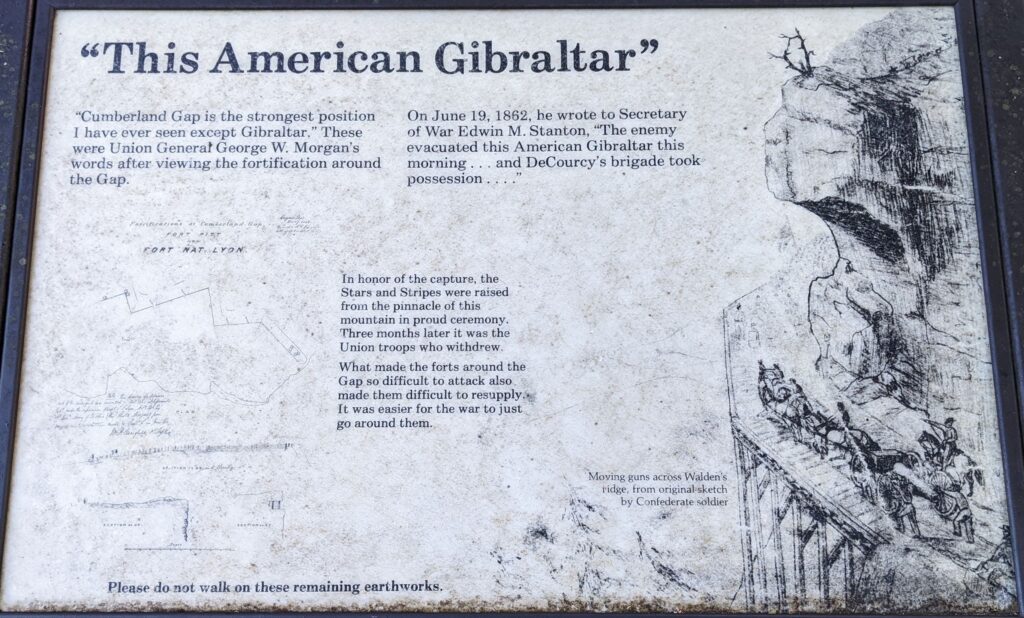 “This American Gibraltar”
“Cumberland Gap is the strongest position
I have ever seen except Gibraltar.” These
were Union General George W. Morgan’s
words after viewing the fortification around
the Gap.
On June 19, 1862, he wrote to Secretary
of War Edwin M. Stanton, “The enemy
evacuated this American Gibraltar this
morning . . . and DeCourcy’s brigade took
possession . . . .”
Fortifications at Cumberland Gap
FORT MIST
FORT NAT. LYON.
In honor of the capture, the
Stars and Stripes were raised
from the pinnacle of this
mountain in proud ceremony.
Three months later it was the
Union troops who withdrew.
What made the forts around the
Gap so difficult to attack also
made them difficult to resupply.
It was easier for the war to just
go around them.
PLAN
Moving guns across Walden’s
ridge, from original sketch
by Confederate soldier
Please do not walk on these remaining earthworks.